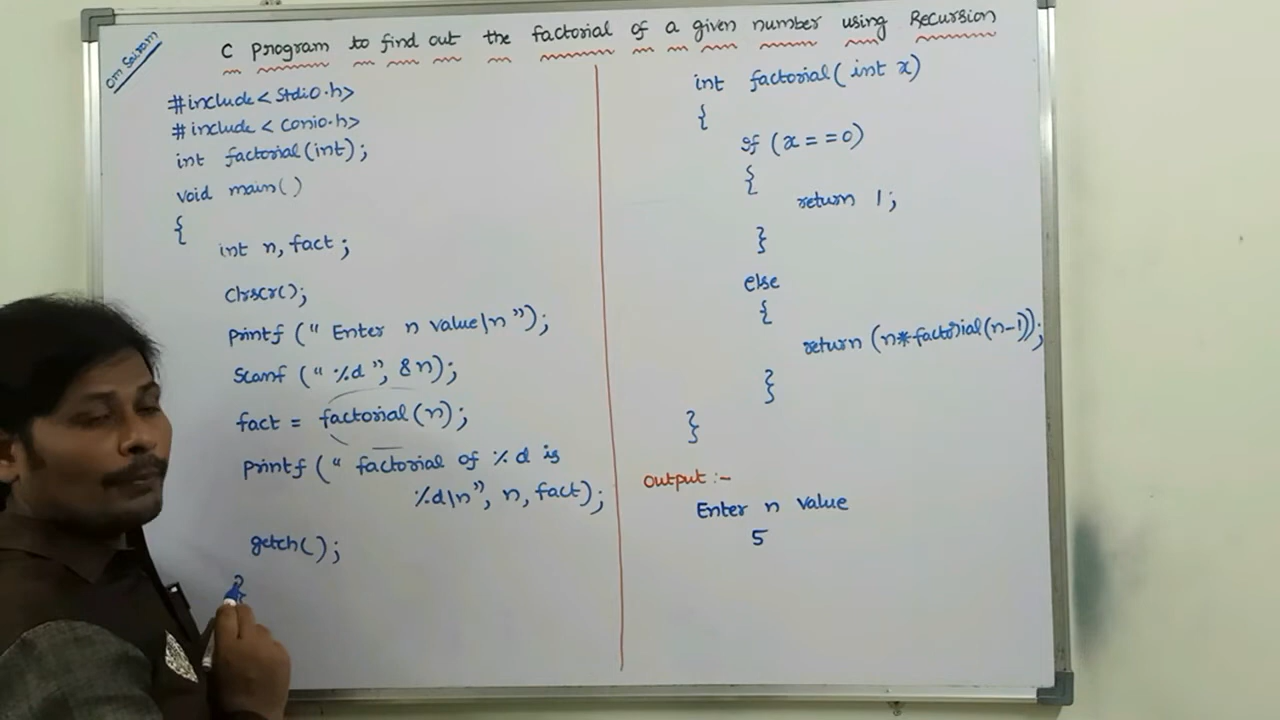 Om Sairam
C Program to find out the factorial of a given number using Recursion
#include<stdio.h>
#include<conio.h>
int factorial(int);
void main()
{
int n, fact;
clrscr();
printf(" Enter n value\n");
scanf("%d", &n);
fact = factorial(n);
printf(" factorial of %d is
%d\n", n, fact);
getch();
}
int factorial(int x)
{
if (x==0)
{
return 1;
}
else
{
return (n*factorial(n-1));
}
}
output:-
Enter n value
5